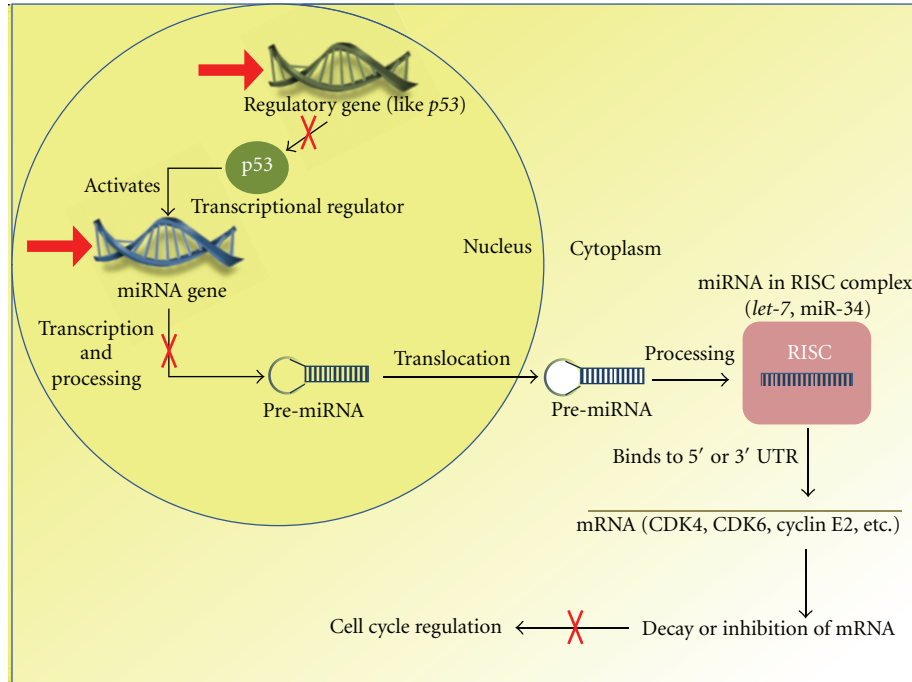 Regulatory gene (like p53)
p53
Activates
Transcriptional regulator
Nucleus
Cytoplasm
miRNA gene
miRNA in RISC complex
(let-7, miR-34)
Transcription
and
processing
Translocation
Processing
RISC
Pre-miRNA
Pre-miRNA
Binds to 5′ or 3′ UTR
mRNA (CDK4, CDK6, cyclin E2, etc.)
Cell cycle regulation
Decay or inhibition of mRNA